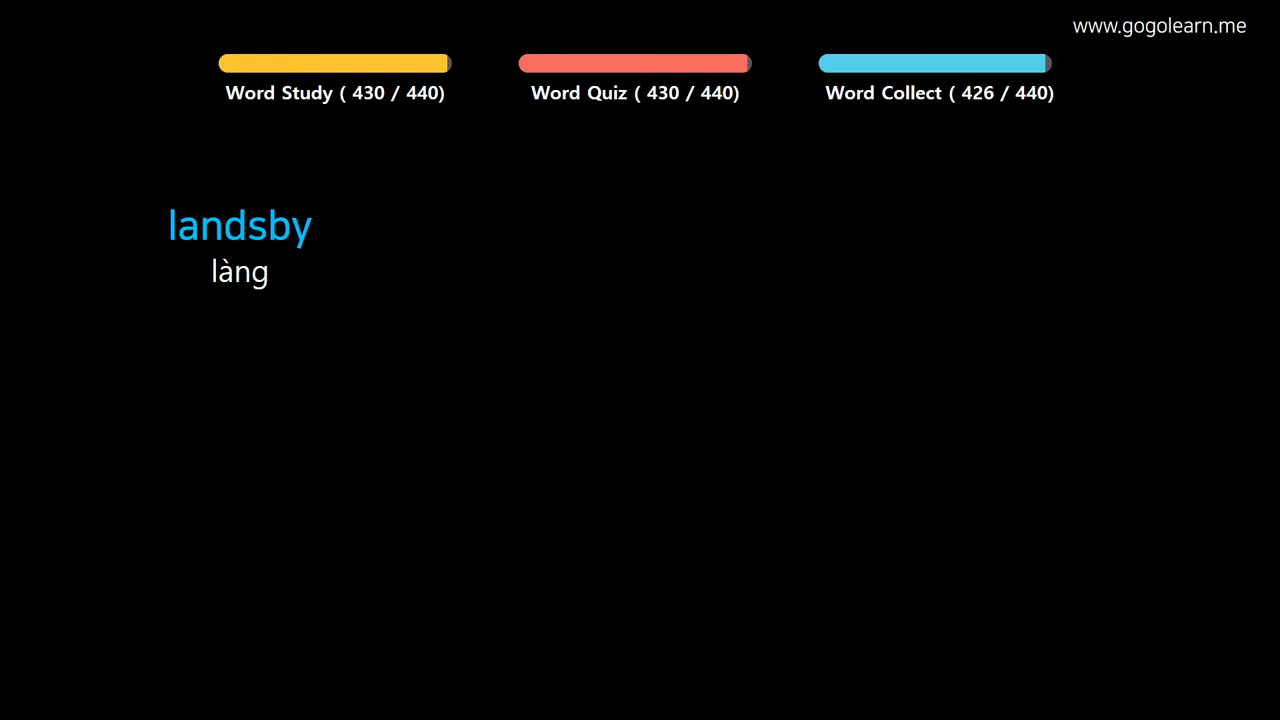 www.gogolearn.me
Word Study ( 430 / 440)
Word Quiz ( 430 / 440)
Word Collect ( 426 / 440)
landsby
làng